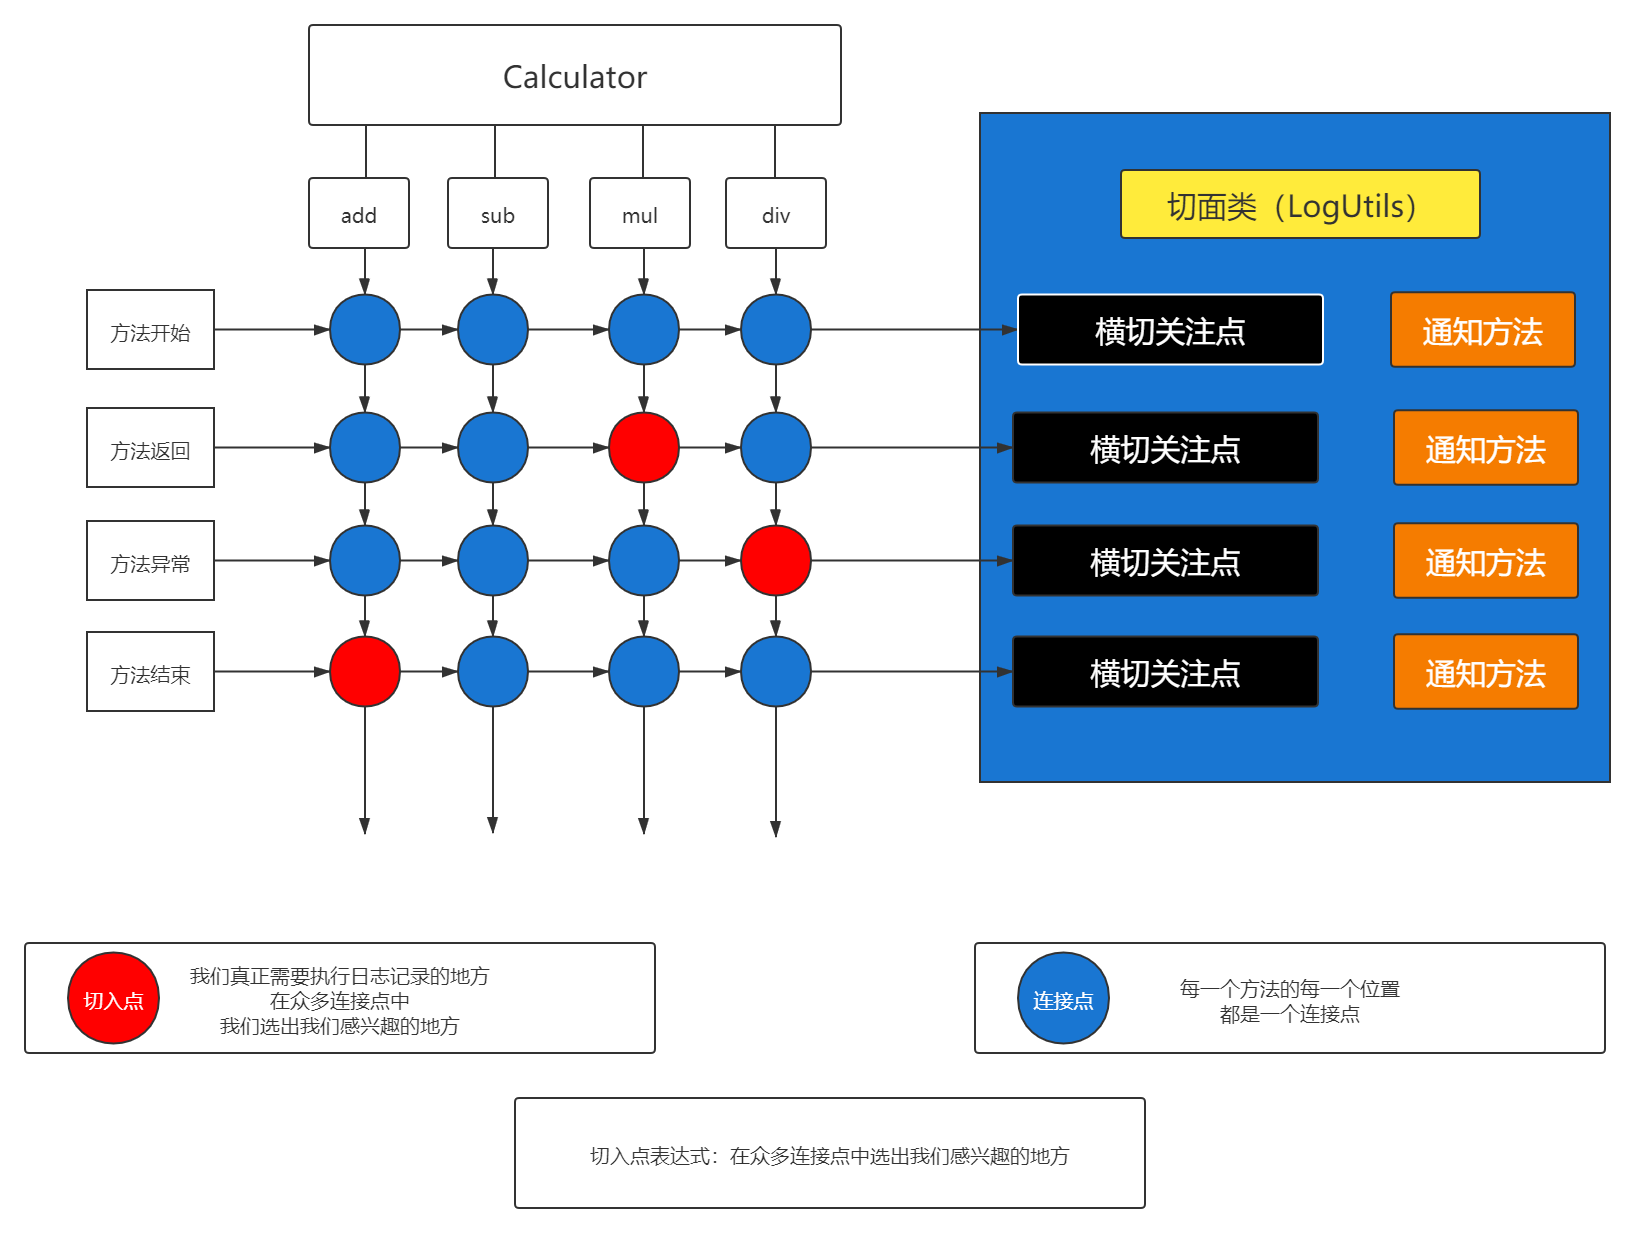 Calculator
add
sub
mul
div
切面类（LogUtils）
方法开始
横切关注点
通知方法
方法返回
横切关注点
通知方法
方法异常
横切关注点
通知方法
方法结束
横切关注点
通知方法
切入点
我们真正需要执行日志记录的地方
在众多连接点中
我们选出我们感兴趣的地方
连接点
每一个方法的每一个位置
都是一个连接点
切入点表达式：在众多连接点中选出我们感兴趣的地方